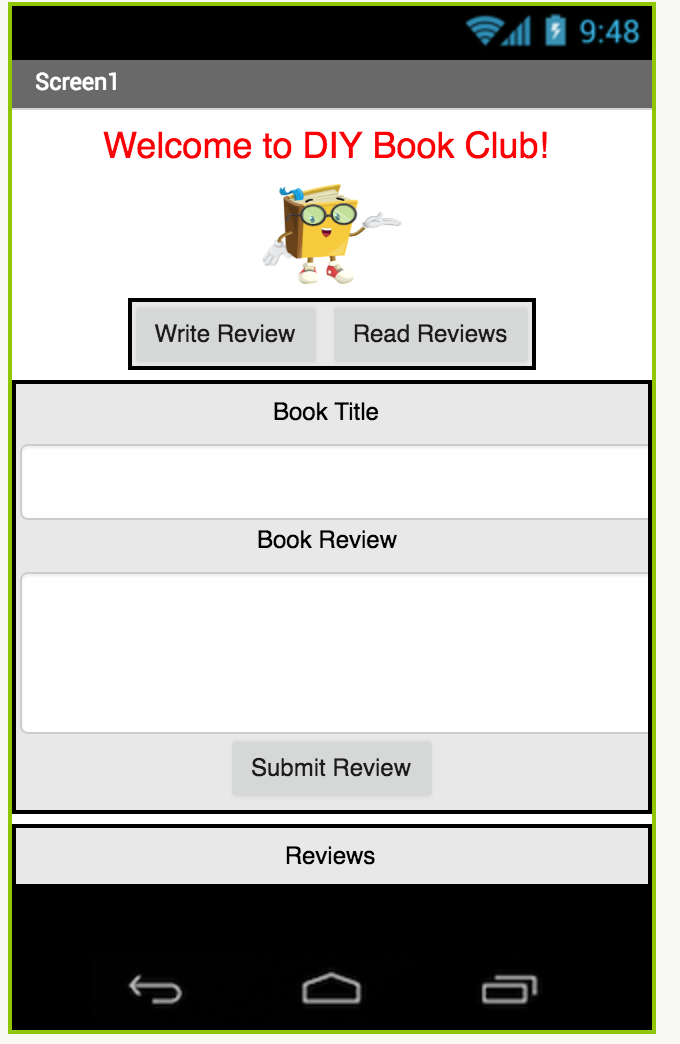 9:48
Screen1
Welcome to DIY Book Club!
Write Review Read Reviews
Book Title
Book Review
Submit Review
Reviews